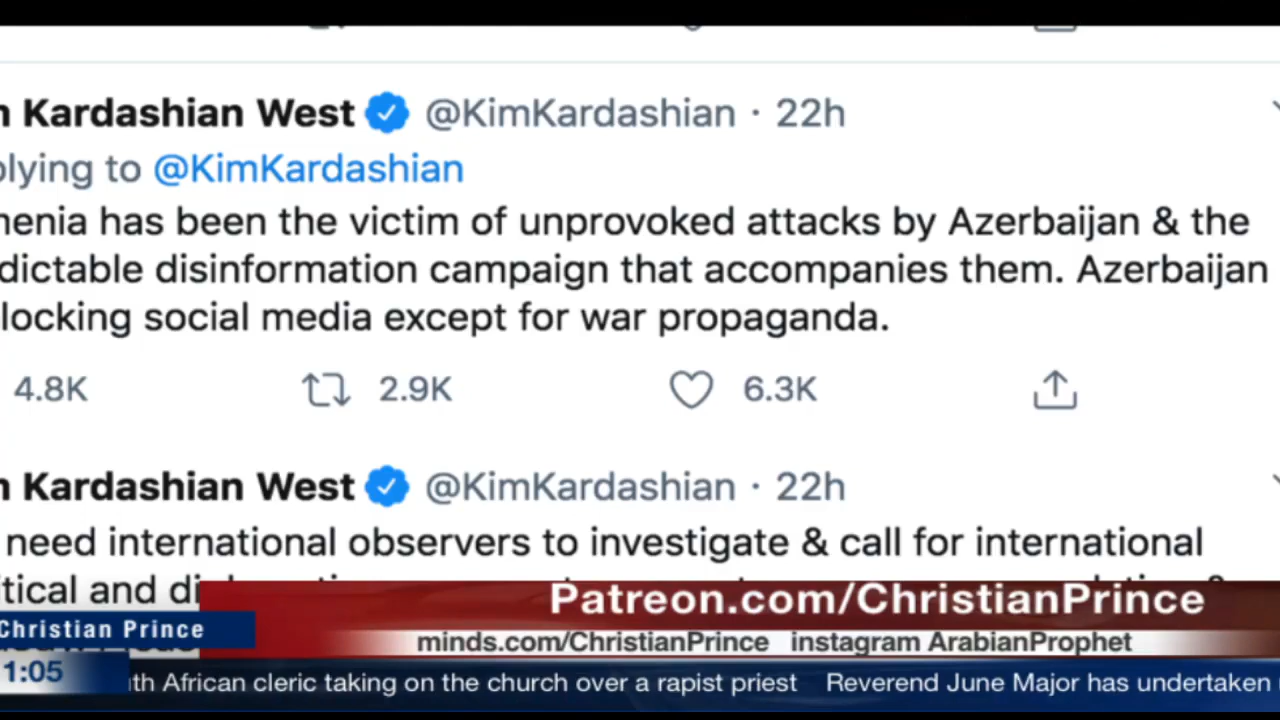 Kardashian West @KimKardashian · 22h
plying to @KimKardashian
has been the victim of unprovoked attacks by Azerbaijan & the
dictable disinformation campaign that accompanies them. Azerbaijan
locking social media except for war propaganda.
4.8K 2.9K 6.3K
Kardashian West @KimKardashian · 22h
need international observers to investigate & call for international
itical and
Patreon.com/ChristianPrince
Christian Prince
minds.com/ChristianPrince instagram ArabianProphet
1:05
th African cleric taking on the church over a rapist priest Reverend June Major has undertaken